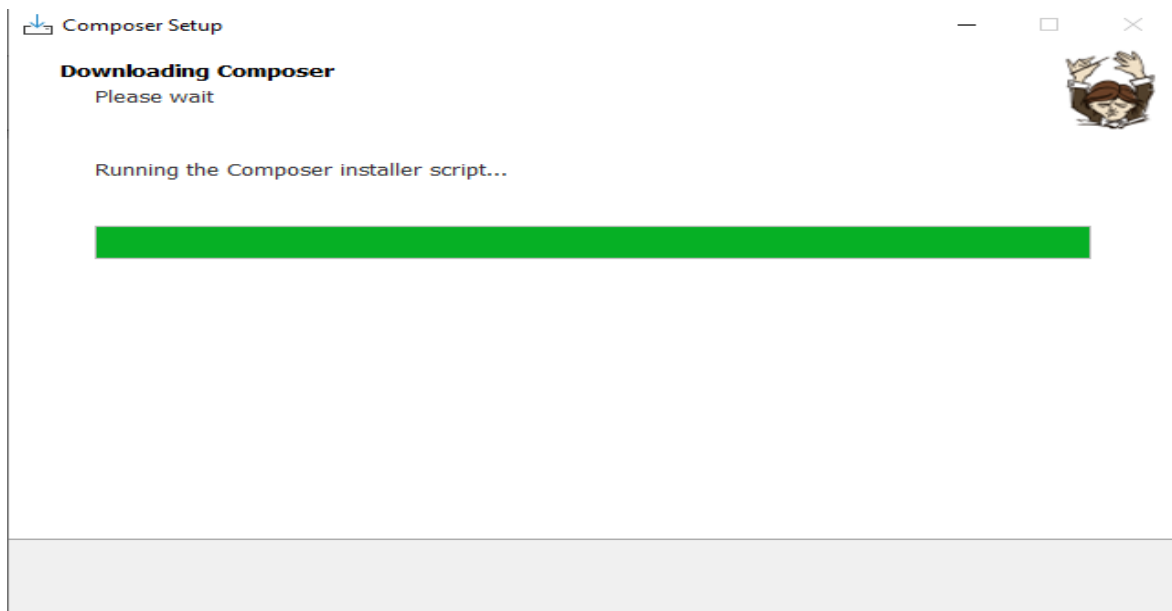 Composer Setup
Downloading Composer
Please wait
Running the Composer installer script...